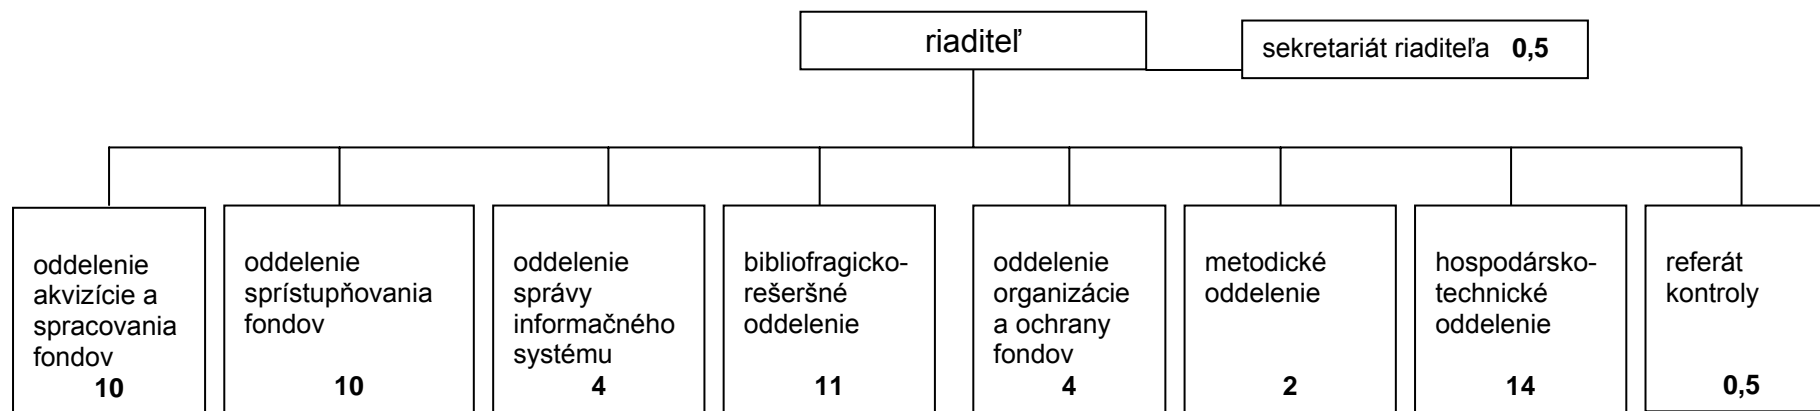 riaditeľ
sekretariát riaditeľa 0,5
oddelenie
akvizície a
spracovania
fondov
10
oddelenie
sprístupňovania
fondov
10
oddelenie
správy
informačného
systému
4
bibliofragicko-
rešeršné
oddelenie
11
oddelenie
organizácie
a ochrany
fondov
4
metodické
oddelenie
2
hospodársko-
technické
oddelenie
14
referát
kontroly
0,5